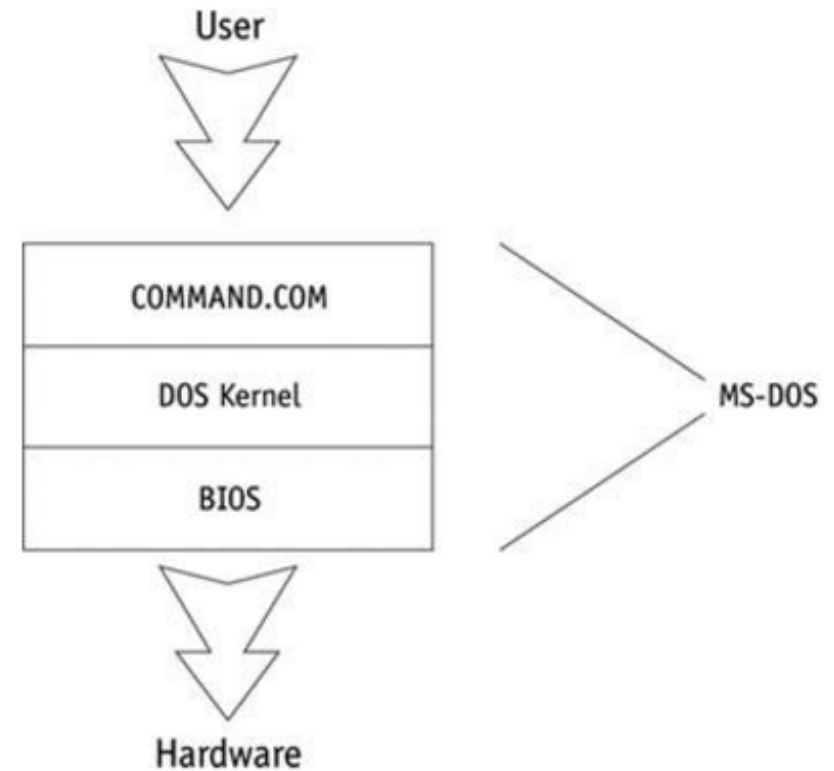 User
COMMAND.COM
DOS Kernel
MS-DOS
BIOS
Hardware